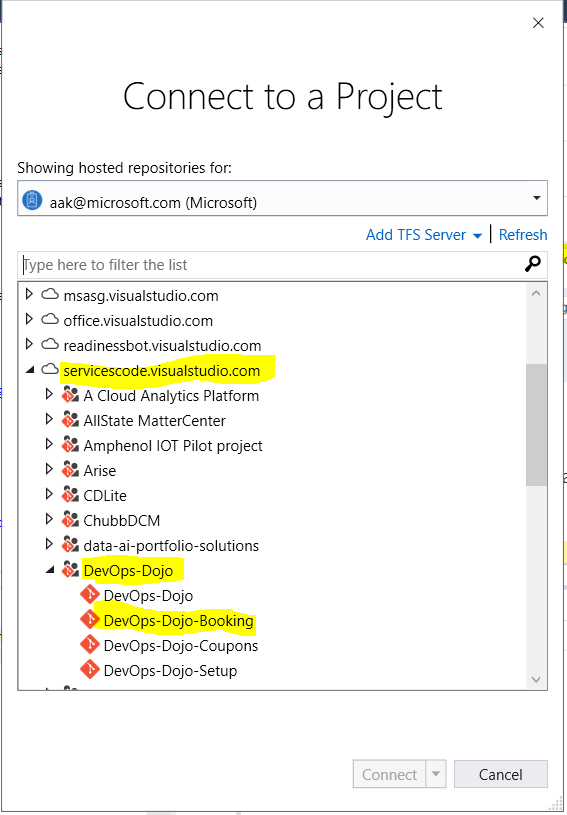 Connect to a Project
Showing hosted repositories for:
aak@microsoft.com (Microsoft)
Add TFS Server | Refresh
Type here to filter the list
msasg.visualstudio.com
office.visualstudio.com
readinessbot.visualstudio.com
servicescode.visualstudio.com
A Cloud Analytics Platform
AllState MatterCenter
Amphenol IOT Pilot project
Arise
CDLite
ChubbDCM
data-ai-portfolio-solutions
DevOps-Dojo
DevOps-Dojo
DevOps-Dojo-Booking
DevOps-Dojo-Coupons
DevOps-Dojo-Setup
Connect
Cancel